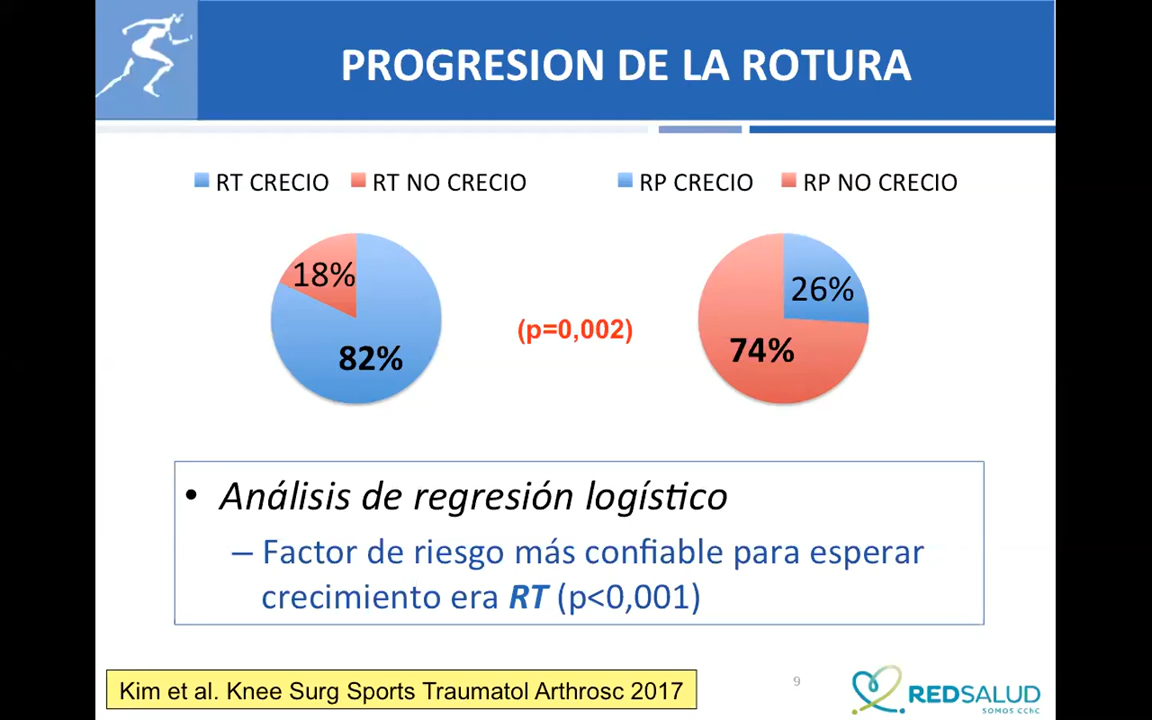 PROGRESION DE LA ROTURA
RT CRECIO RT NO CRECIO
RP CRECIO RP NO CRECIO
18%
82%
(p=0,002)
26%
74%
• Análisis de regresión logístico
– Factor de riesgo más confiable para esperar
crecimiento era RT (p<0,001)
Kim et al. Knee Surg Sports Traumatol Arthrosc 2017
9
REDSALUD
SOMOS CChC